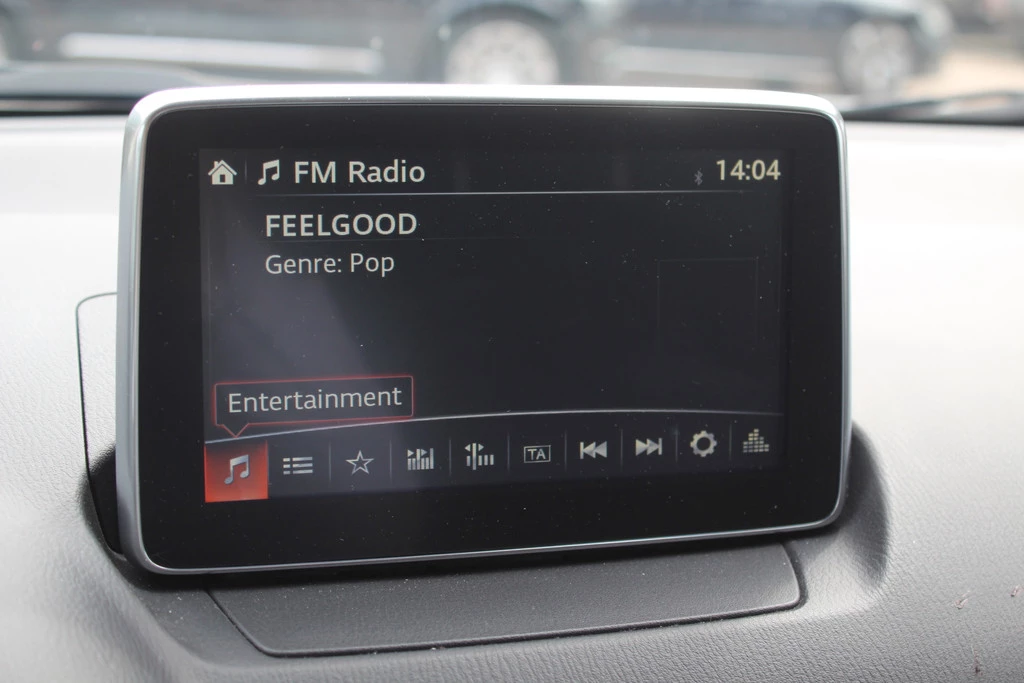 FM Radio 14:04
FEELGOOD
Genre: Pop
Entertainment
TA